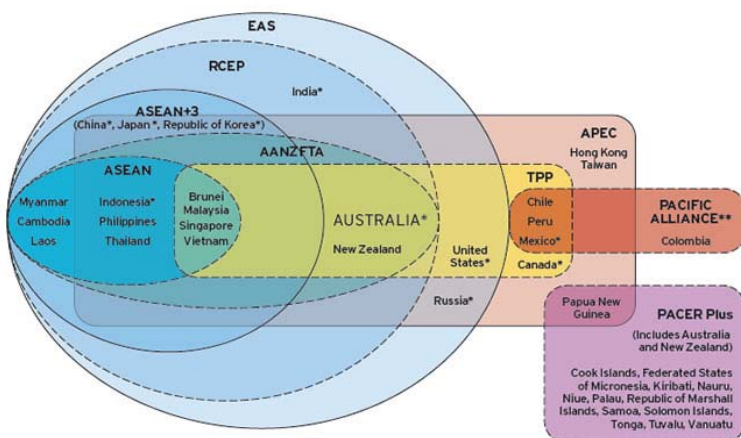 EAS
RCEP
India*
ASEAN+3
(China*, Japan*, Republic of Korea*)
APEC
Hong Kong
Taiwan
AANZFTA
ASEAN
TPP
Myanmar
Cambodia
Laos
Indonesia*
Philippines
Thailand
Brunei
Malaysia
Singapore
Vietnam
AUSTRALIA*
New Zealand
United
States*
Chile
Peru
Mexico*
Canada*
PACIFIC
ALLIANCE**
Colombia
Russia*
Papua New
Guinea
PACER Plus
(Includes Australia
and New Zealand)
Cook Islands, Federated States
of Micronesia, Kiribati, Nauru,
Niue, Palau, Republic of Marshall
Islands, Samoa, Solomon Islands,
Tonga, Tuvalu, Vanuatu